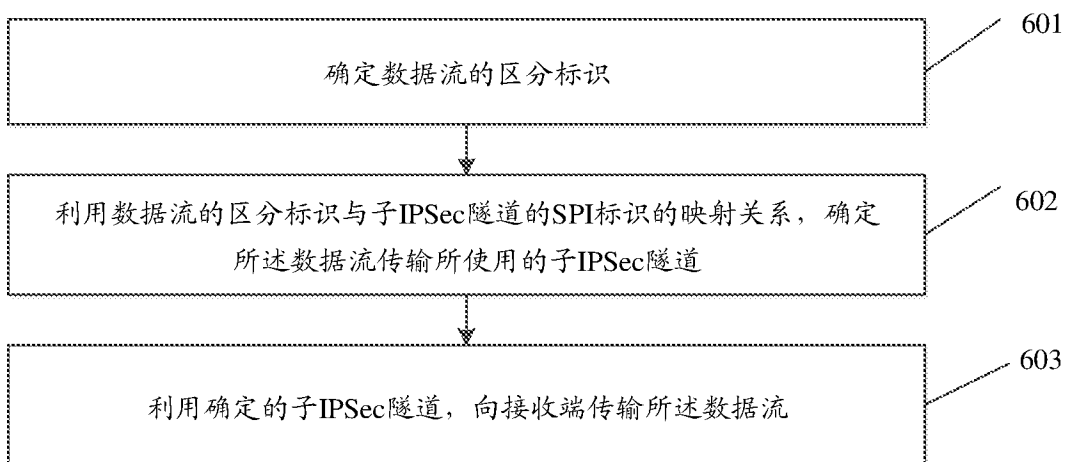 601
确定数据流的区分标识
602
利用数据流的区分标识与子IPSec隧道的SPI标识的映射关系，确定
所述数据流传输所使用的子IPSec隧道
603
利用确定的子IPSec隧道，向接收端传输所述数据流